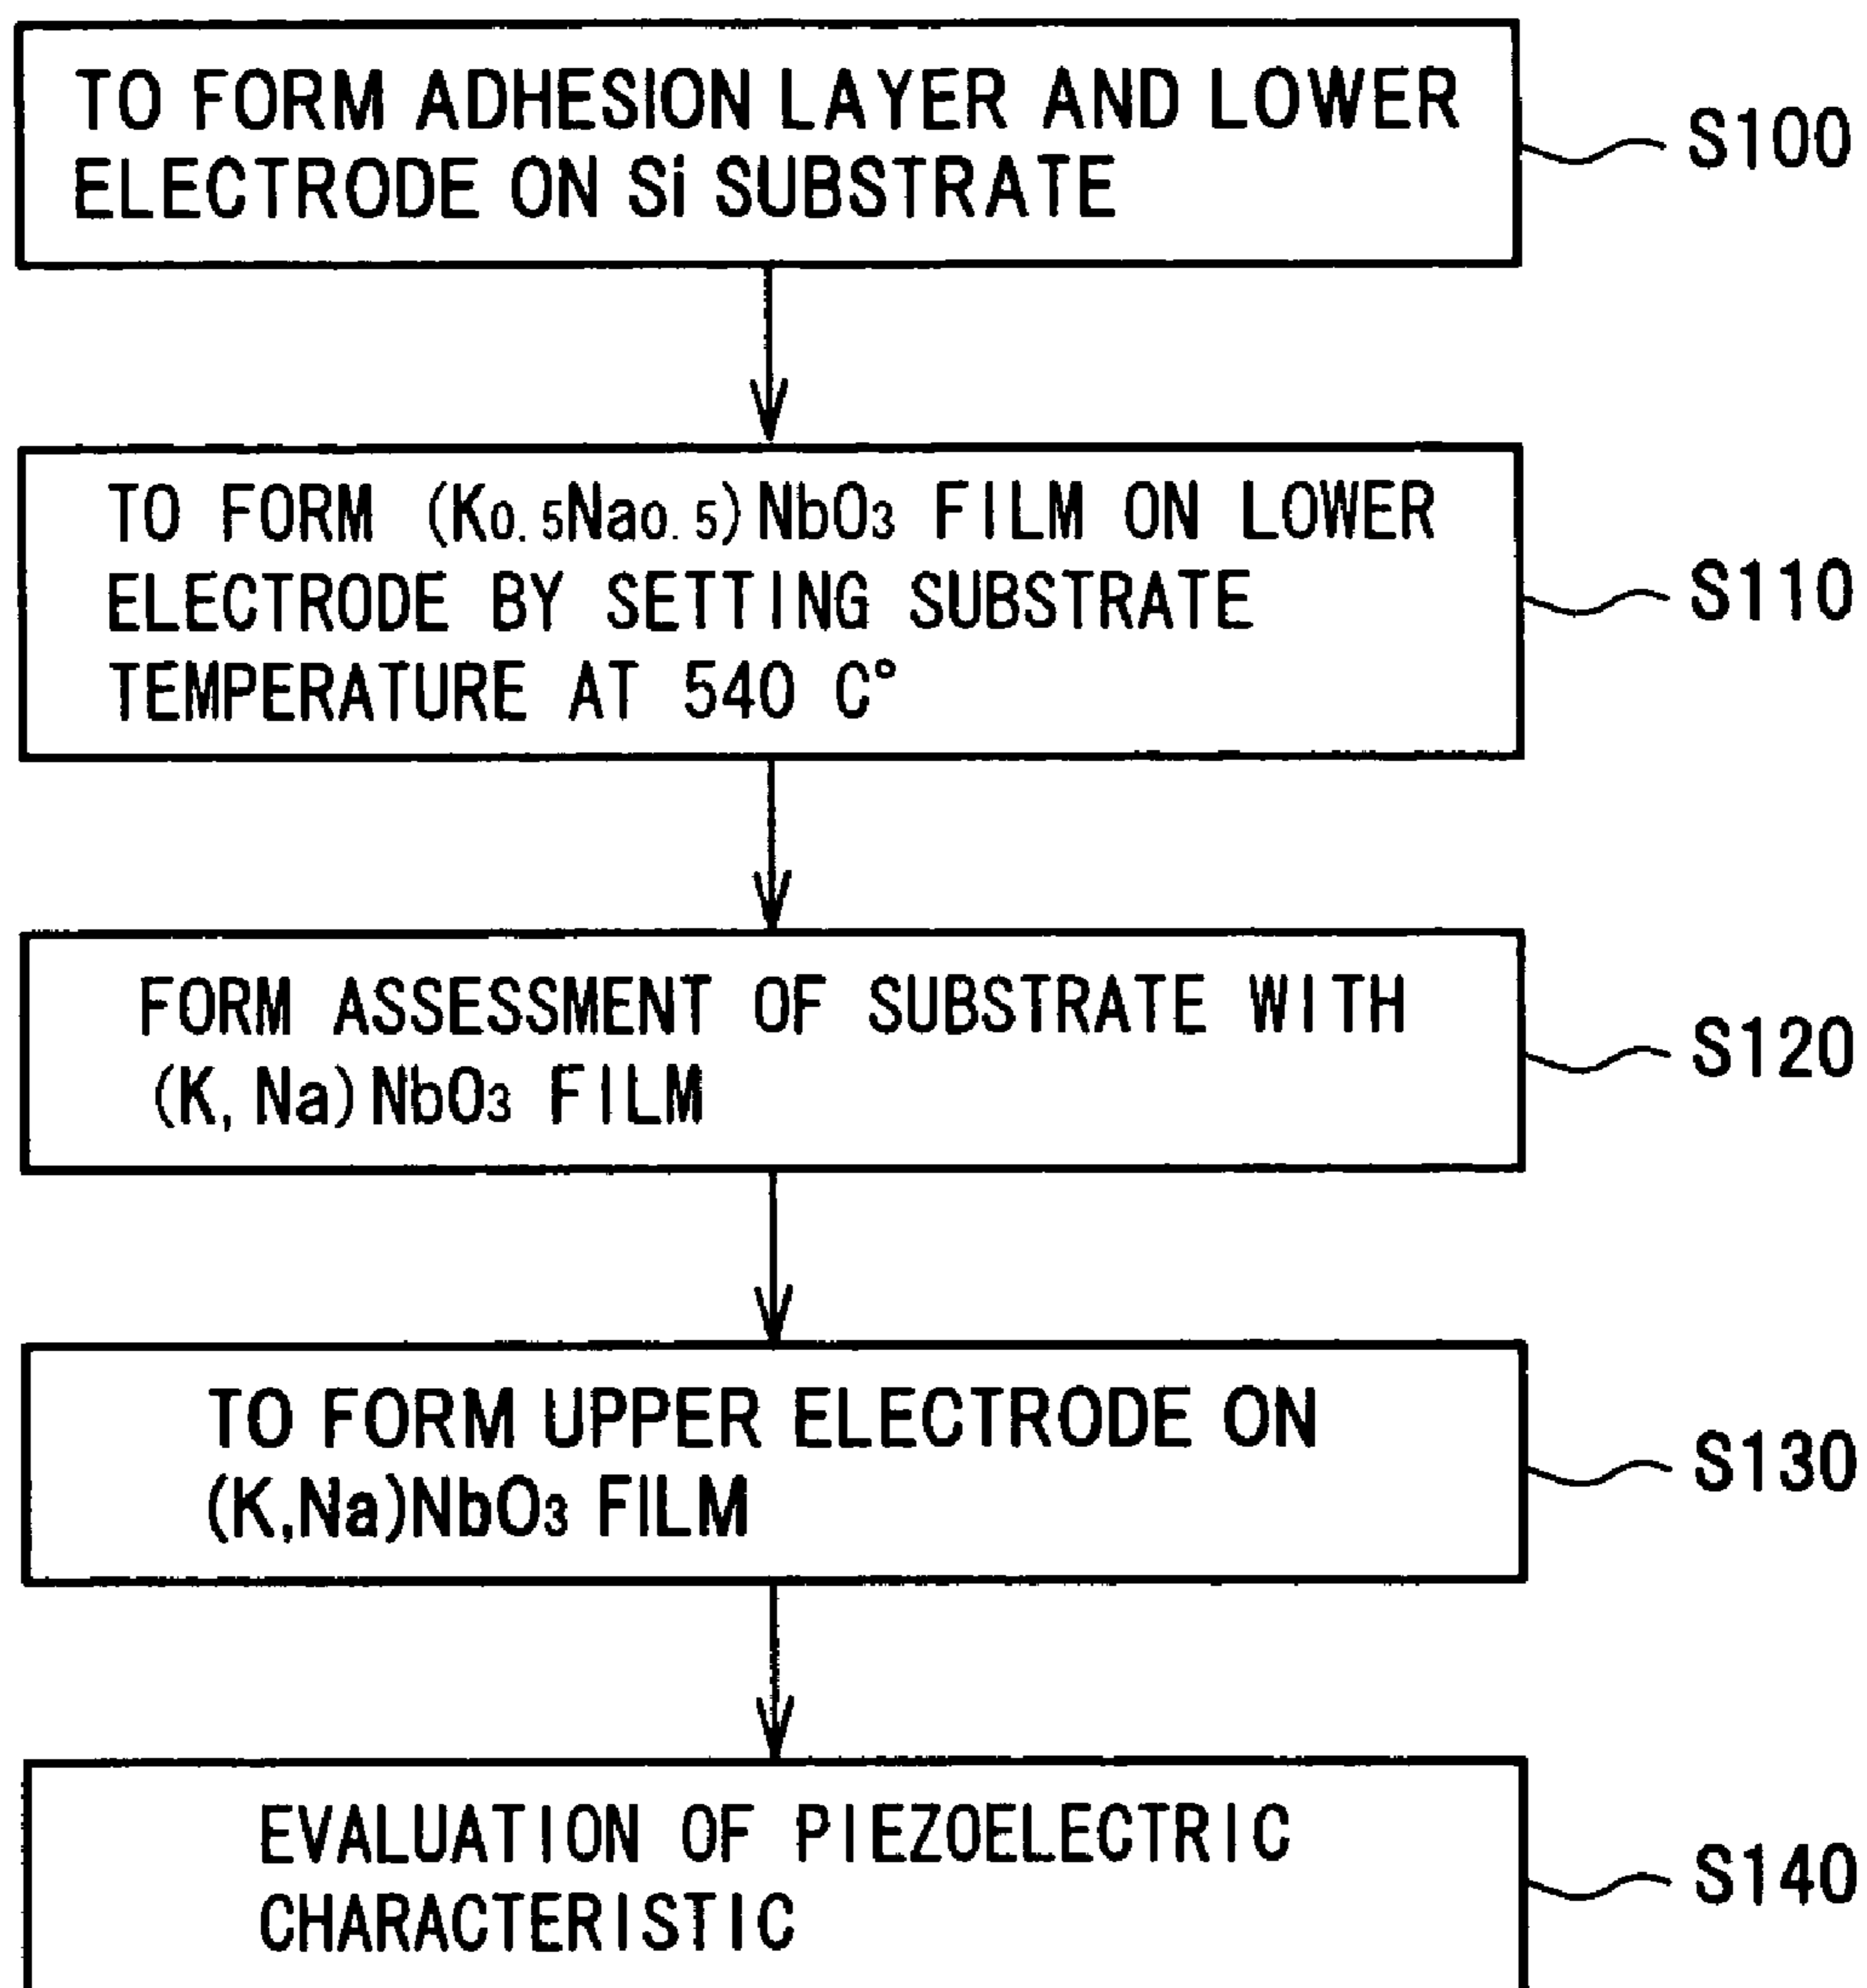 TO FORM ADHESION LAYER AND LOWER
ELECTRODE ON Si SUBSTRATE
S100
TO FORM (K0.5Na0.5)NbO3 FILM ON LOWER
ELECTRODE BY SETTING SUBSTRATE
TEMPERATURE AT 540 C°
S110
FORM ASSESSMENT OF SUBSTRATE WITH
(K, Na)NbO3 FILM
S120
TO FORM UPPER ELECTRODE ON
(K,Na)NbO3 FILM
S130
EVALUATION OF PIEZOELECTRIC
CHARACTERISTIC
S140